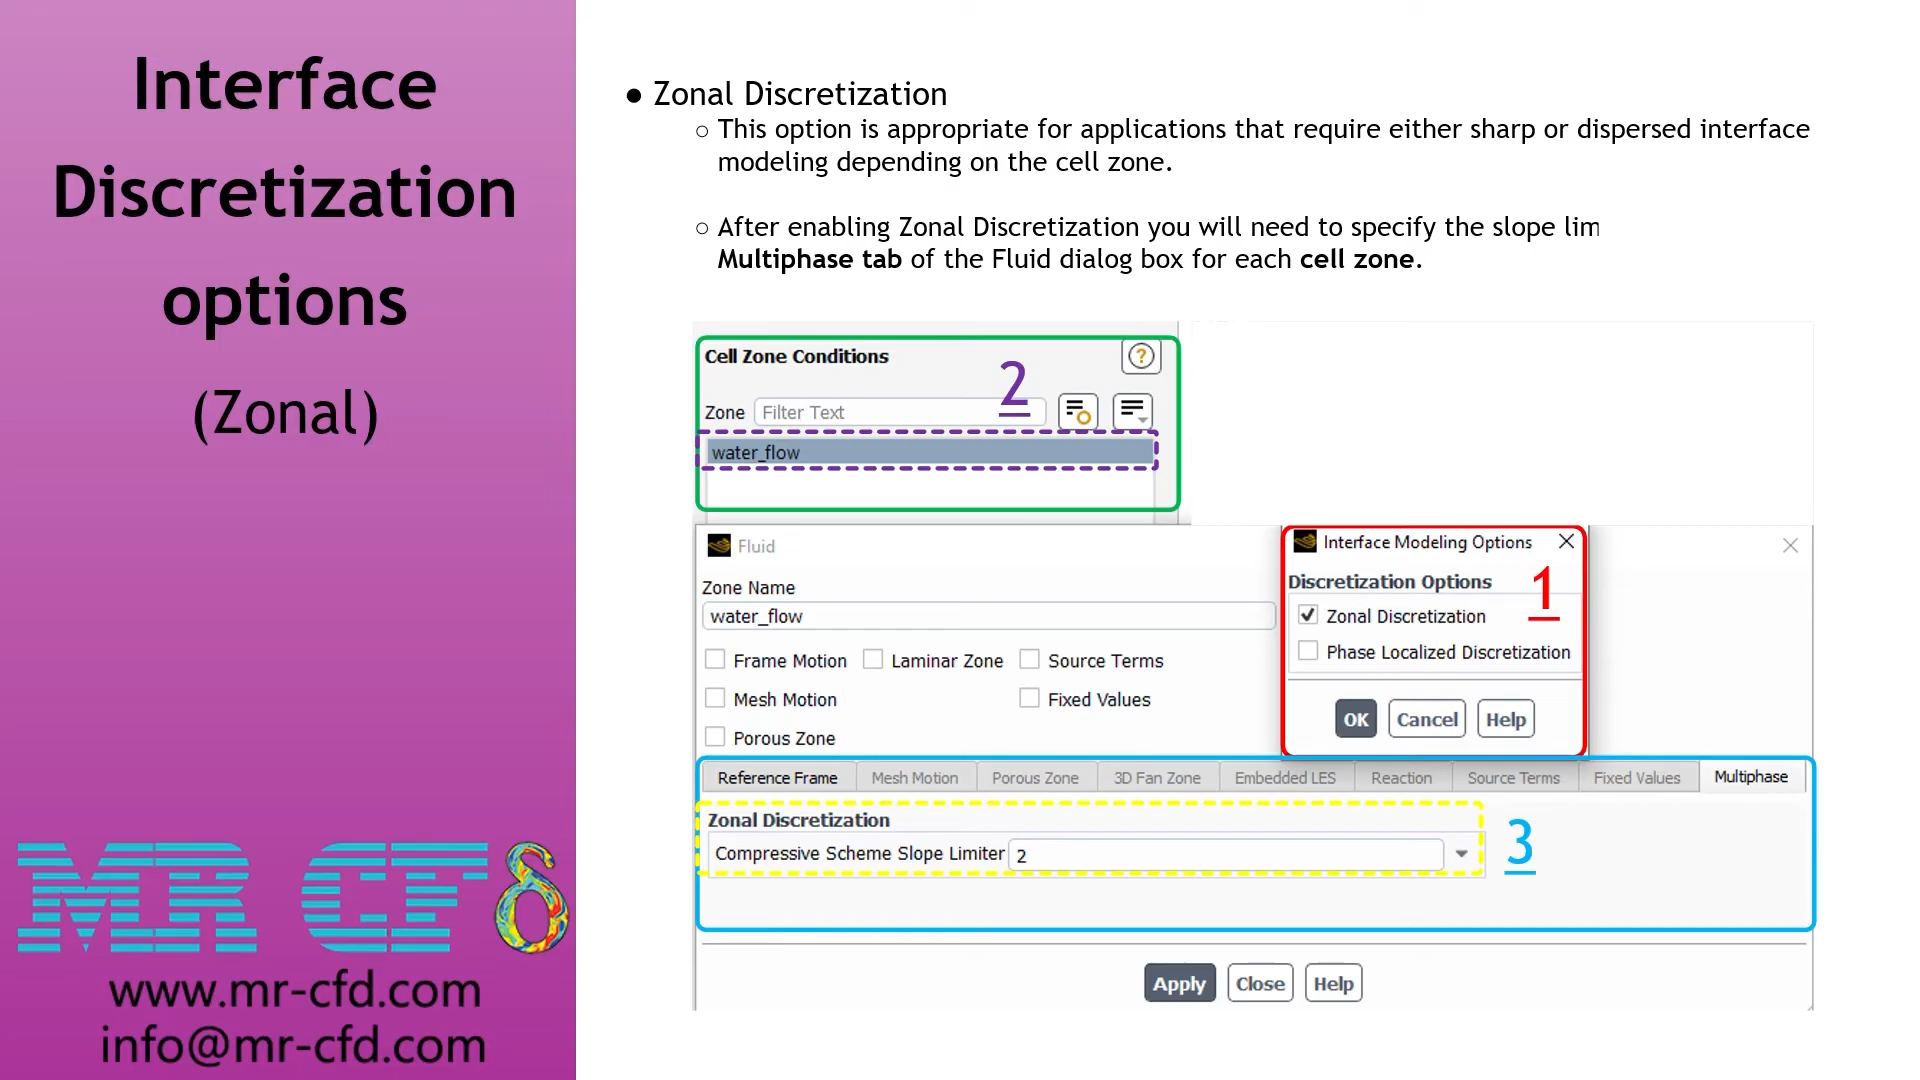 Interface
Discretization
options
(Zonal)
MR CFδ
www.mr-cfd.com
info@mr-cfd.com
● Zonal Discretization
○ This option is appropriate for applications that require either sharp or dispersed interface
modeling depending on the cell zone.
○ After enabling Zonal Discretization you will need to specify the slope lim
Multiphase tab of the Fluid dialog box for each cell zone.
Cell Zone Conditions
?
2
Zone Filter Text
water_flow
Fluid
Zone Name
water_flow
Frame Motion Laminar Zone Source Terms
Mesh Motion Fixed Values
Porous Zone
Interface Modeling Options
Discretization Options
1
Zonal Discretization
Phase Localized Discretization
OK Cancel Help
Reference Frame Mesh Motion Porous Zone 3D Fan Zone Embedded LES Reaction Source Terms Fixed Values Multiphase
Zonal Discretization
Compressive Scheme Slope Limiter 2
3
Apply Close Help